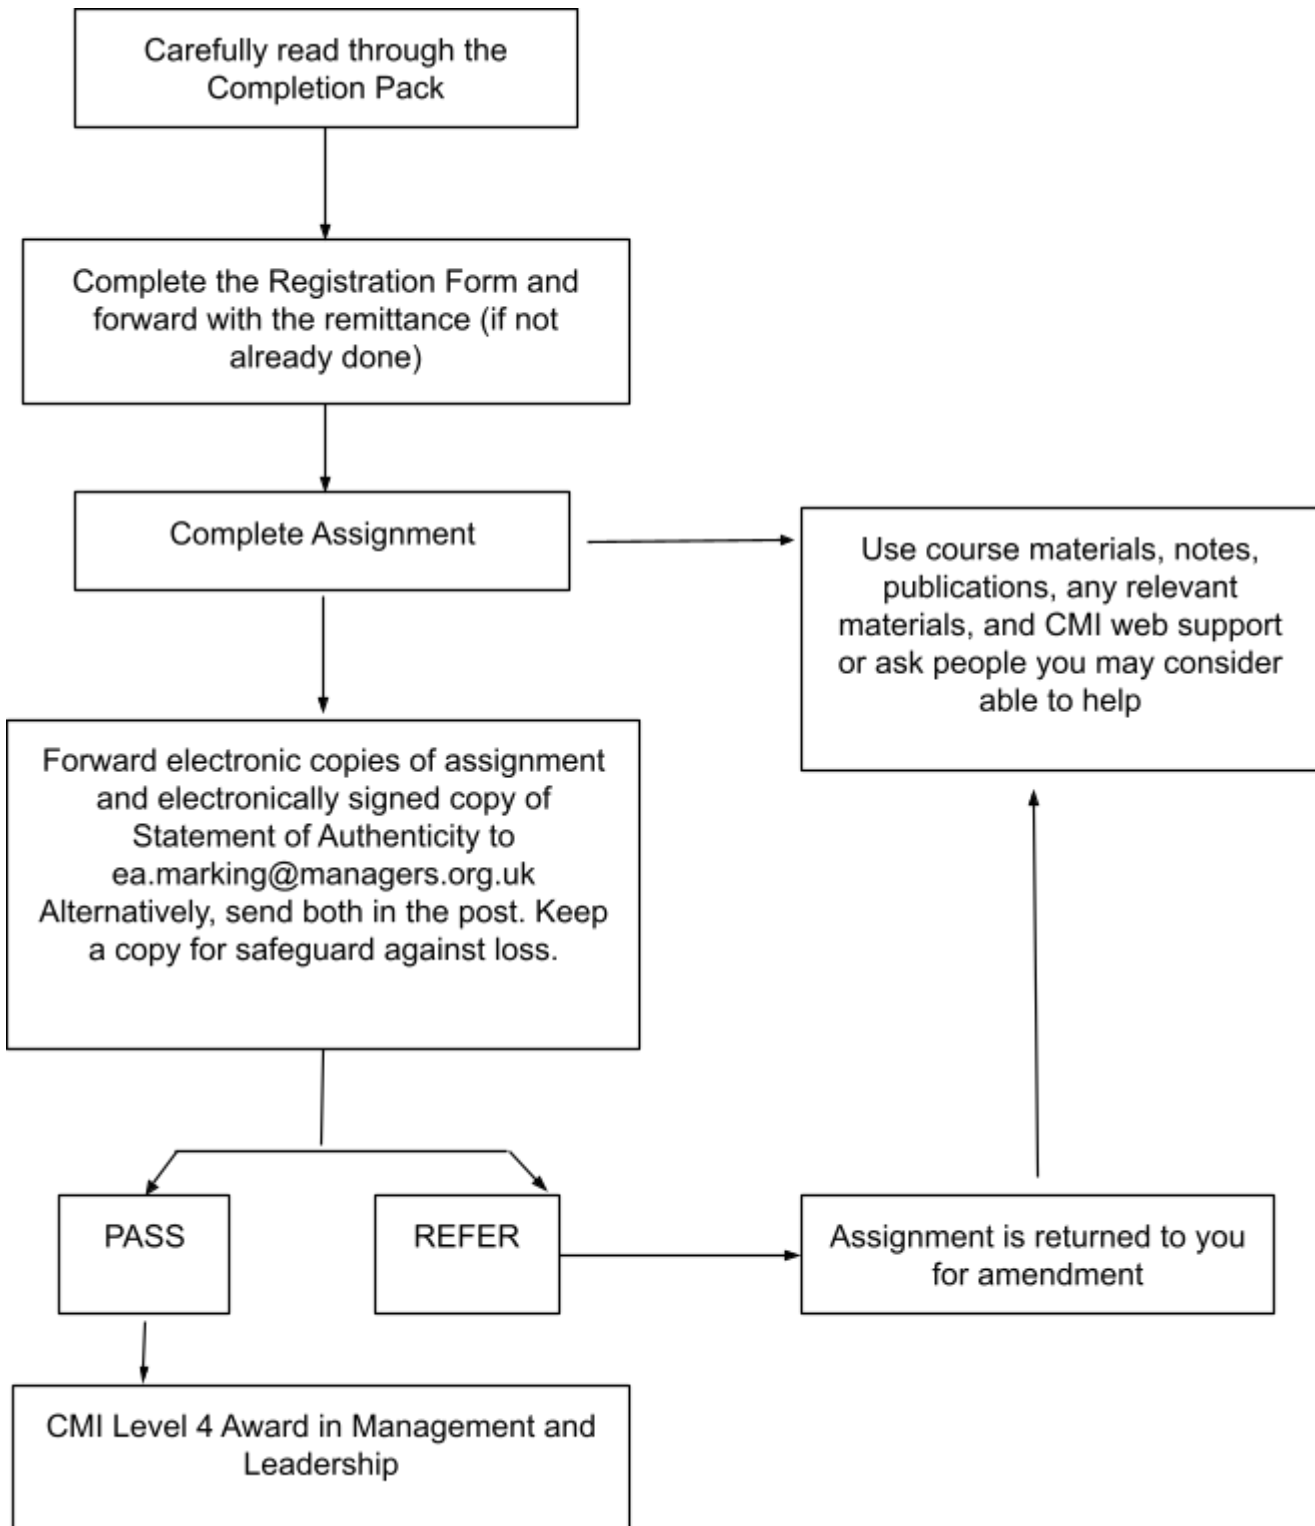 Carefully read through the
Completion Pack
Complete the Registration Form and
forward with the remittance (if not
already done)
Complete Assignment
Use course materials, notes,
publications, any relevant
materials, and CMI web support
or ask people you may consider
able to help
Forward electronic copies of assignment
and electronically signed copy of
Statement of Authenticity to
ea.marking@managers.org.uk
Alternatively, send both in the post. Keep
a copy for safeguard against loss.
PASS
REFER
Assignment is returned to you
for amendment
CMI Level 4 Award in Management and
Leadership